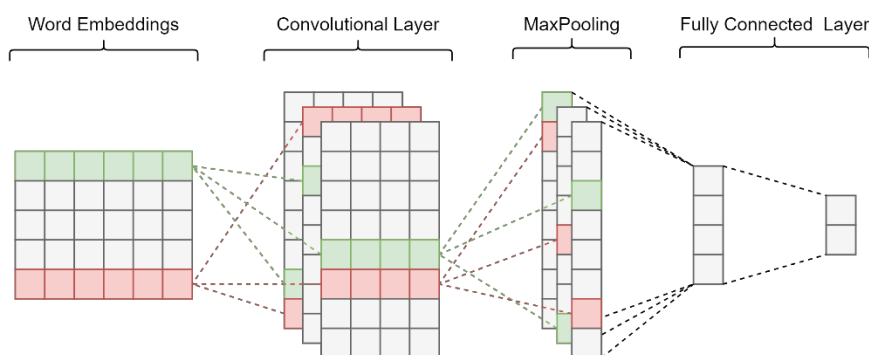 Word Embeddings
Convolutional Layer
MaxPooling
Fully Connected Layer